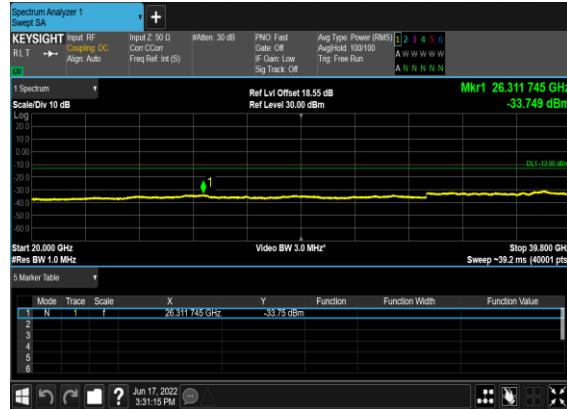 Spectrum Analyzer 1
Swept SA
KEYSIGHT Input: RF Input Z: 50 Ω #Atten: 30 dB PNO: Fast Avg Type: Power (RMS) 1 2 3 4 5 6
RLT Coupling: DC Corr CCorr Gate: Off Avg|Hold: 100/100 A W W W W W
Align: Auto Freq Ref: Int (S) IF Gain: Low Trig: Free Run
Sig Track: Off A N N N N N
1 Spectrum Ref Lvl Offset 18.55 dB Mkr1 26.311 745 GHz
Scale/Div 10 dB Ref Level 30.00 dBm -33.749 dBm
Log
20.0
10.0
0.00
-10.0 DL1 -13.00 dBm
-20.0
1
-30.0
-40.0
-50.0
-60.0
Start 20.000 GHz Video BW 3.0 MHz* Stop 39.800 GHz
#Res BW 1.0 MHz Sweep ~39.2 ms (40001 pts)
5 Marker Table
Mode Trace Scale X Y Function Function Width Function Value
1 N 1 f 26.311 745 GHz -33.75 dBm
2
3
4
5
6
? Jun 17, 2022
3:31:15 PM